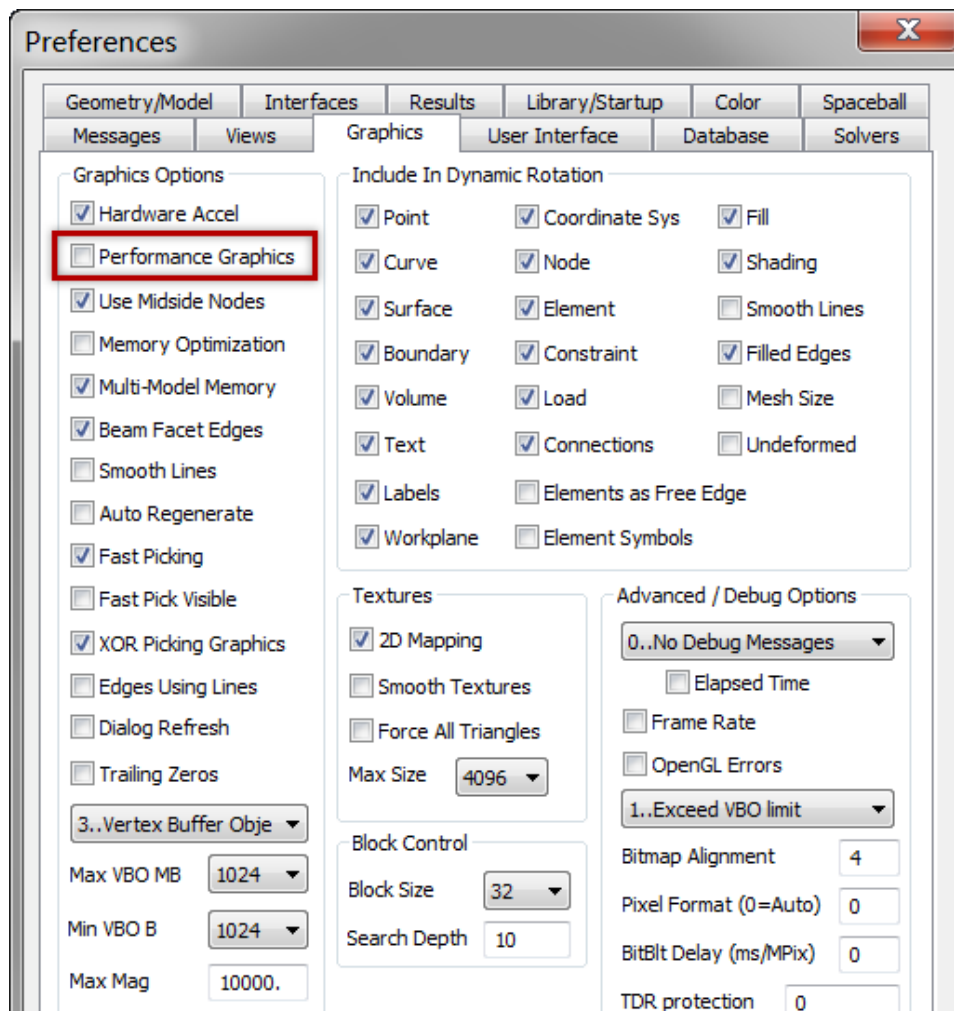 Preferences
X
Geometry/Model Interfaces Results Library/Startup Color Spaceball
Messages Views Graphics User Interface Database Solvers
Graphics Options
Hardware Accel
Performance Graphics
Use Midside Nodes
Memory Optimization
Multi-Model Memory
Beam Facet Edges
Smooth Lines
Auto Regenerate
Fast Picking
Fast Pick Visible
XOR Picking Graphics
Edges Using Lines
Dialog Refresh
Trailing Zeros
3..Vertex Buffer Obje
Max VBO MB 1024
Min VBO B 1024
Max Mag 10000.
Include In Dynamic Rotation
Point Coordinate Sys Fill
Curve Node Shading
Surface Element Smooth Lines
Boundary Constraint Filled Edges
Volume Load Mesh Size
Text Connections Undeformed
Labels Elements as Free Edge
Workplane Element Symbols
Textures
2D Mapping
Smooth Textures
Force All Triangles
Max Size 4096
Block Control
Block Size 32
Search Depth 10
Advanced / Debug Options
0..No Debug Messages
Elapsed Time
Frame Rate
OpenGL Errors
1..Exceed VBO limit
Bitmap Alignment 4
Pixel Format (0=Auto) 0
BitBlt Delay (ms/MPix) 0
TDR protection 0